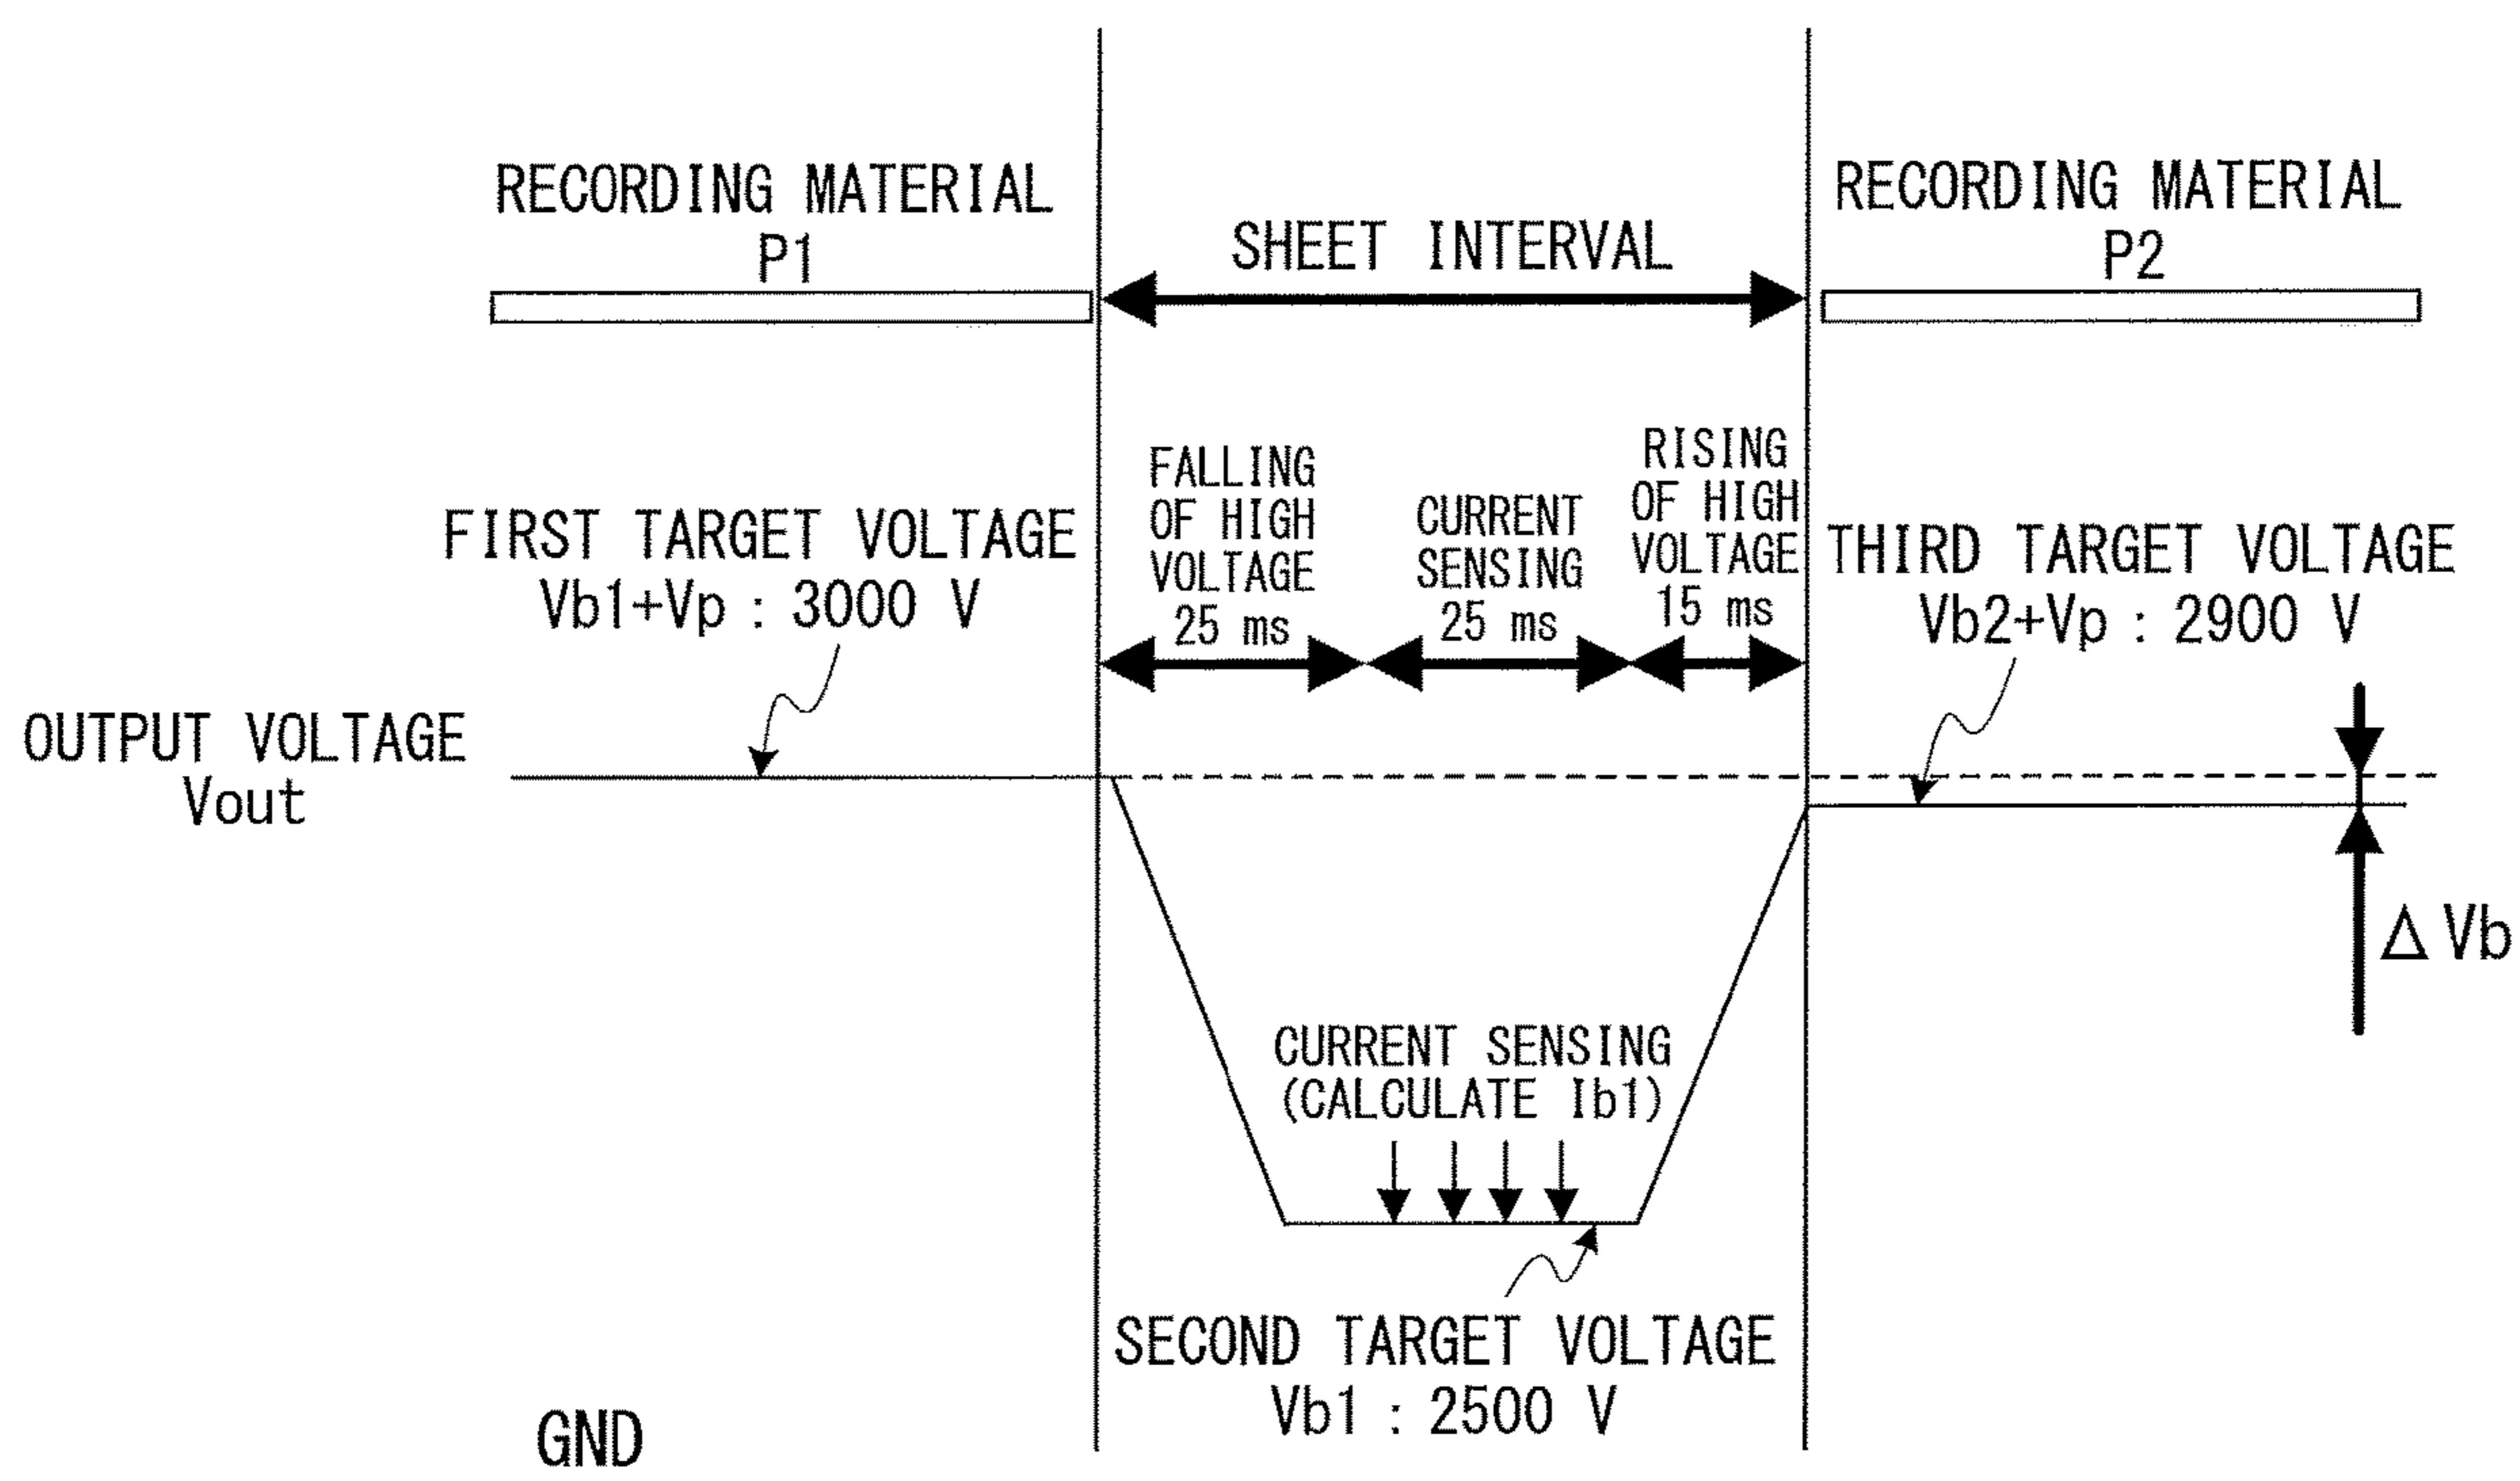 RECORDING MATERIAL
P1
SHEET INTERVAL
RECORDING MATERIAL
P2
FIRST TARGET VOLTAGE
Vb1+Vp : 3000 V
FALLING
OF HIGH
VOLTAGE
25 ms
CURRENT
SENSING
25 ms
RISING
OF HIGH
VOLTAGE
15 ms
THIRD TARGET VOLTAGE
Vb2+Vp : 2900 V
OUTPUT VOLTAGE
Vout
Δ Vb
CURRENT SENSING
(CALCULATE Ib1)
SECOND TARGET VOLTAGE
Vb1 : 2500 V
GND